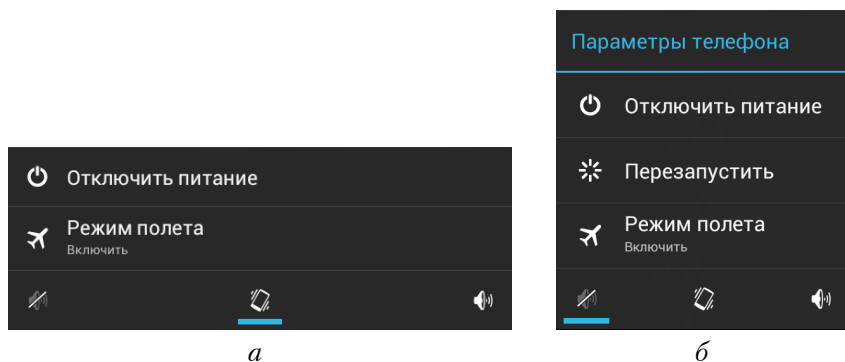 Отключить питание
Режим полета
Включить
а
Параметры телефона
Отключить питание
Перезапустить
Режим полета
Включить
б